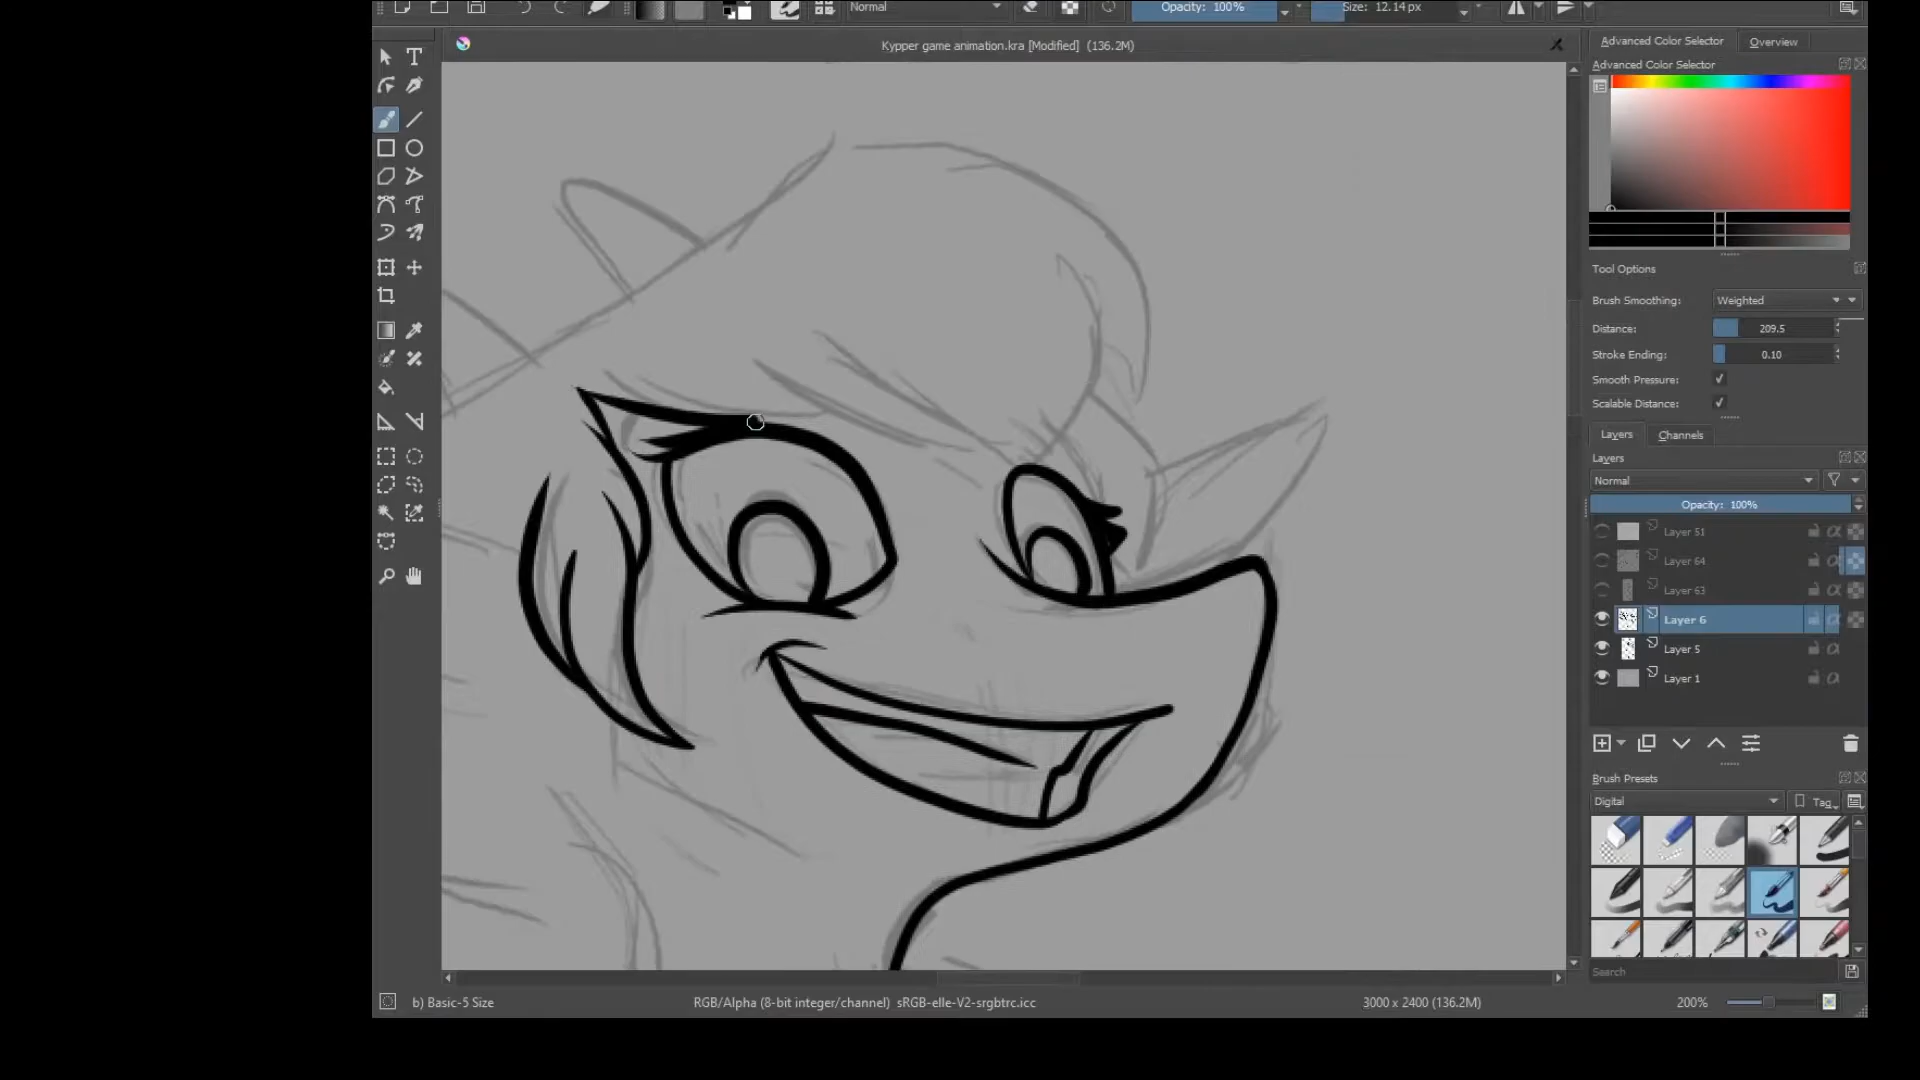 Normal
Opacity: 100%
Size: 12.14 px
Kypper game animation.kra [Modified] (136.2M)
Advanced Color Selector
Overview
Advanced Color Selector
Tool Options
Brush Smoothing:
Weighted
Distance:
209.5
Stroke Ending:
0.10
Smooth Pressure:
Scalable Distance:
Layers
Channels
Layers
Normal
Opacity: 100%
Layer 51
Layer 64
Layer 63
Layer 6
Layer 5
Layer 1
Brush Presets
Digital
Tag
Search
b) Basic-5 Size
RGB/Alpha (8-bit integer/channel) sRGB-elle-V2-srgbtrc.icc
3000 x 2400 (136.2M)
200%